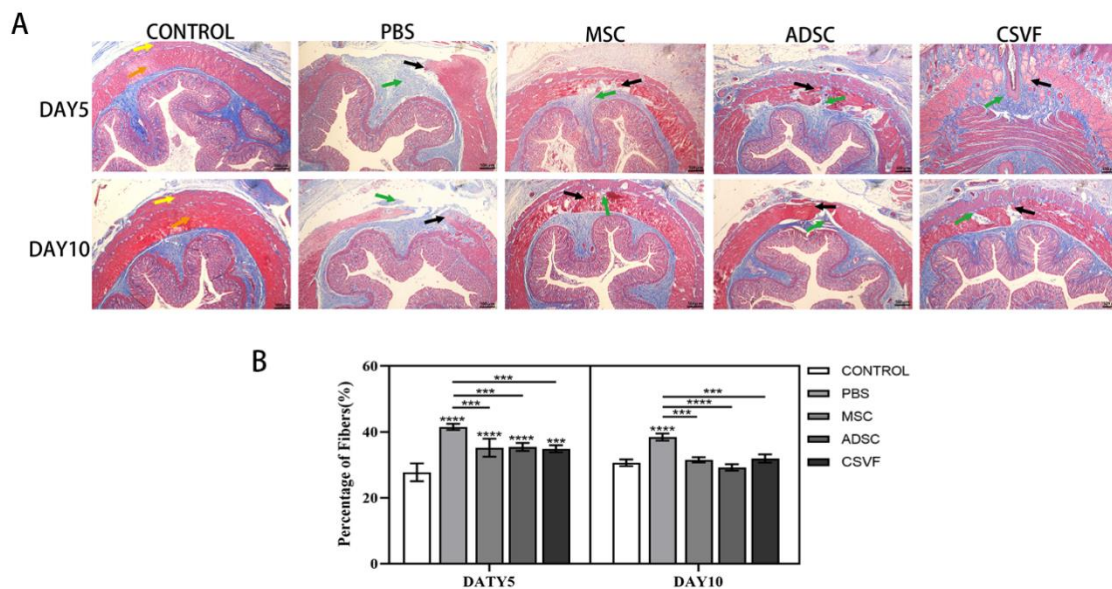 A
CONTROL PBS MSC ADSC CSVF
DAY5
DAY10
B
Percentage of Fibers(%)
60
40
20
0
*** 
***
***
****
****
****
***
***
****
***
****
DATY5 DAY10
CONTROL
PBS
MSC
ADSC
CSVF